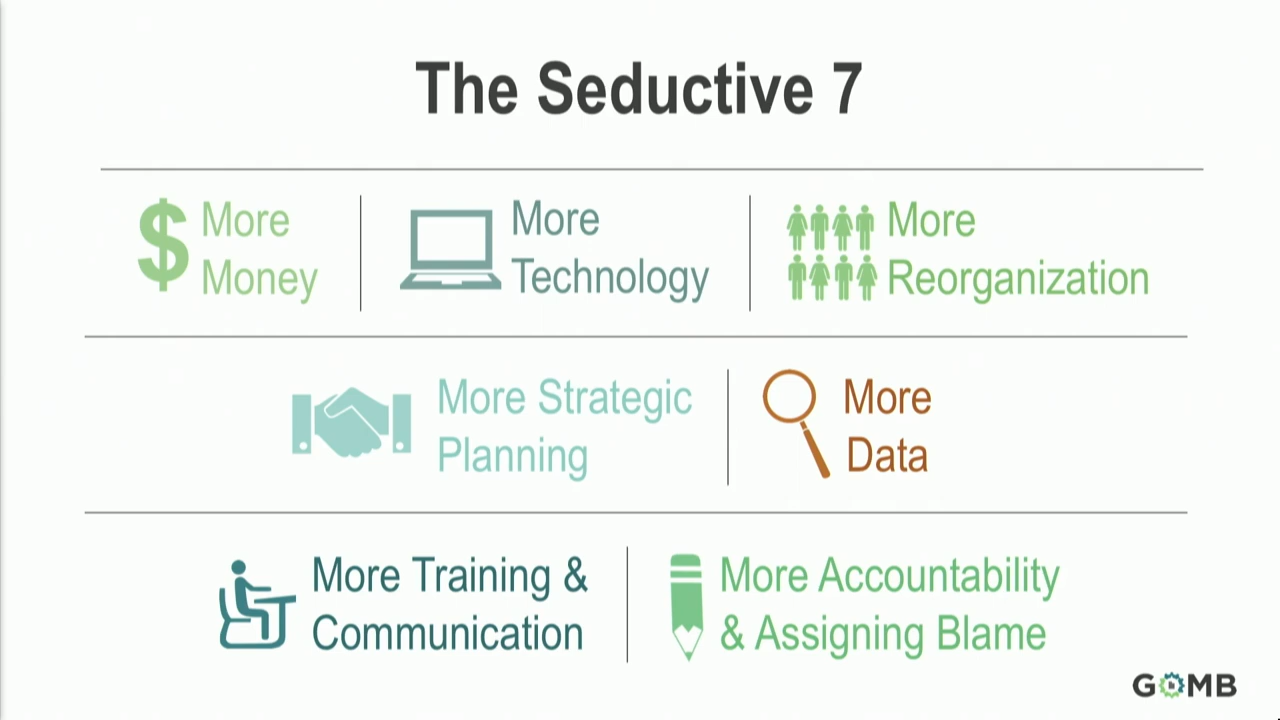 The Seductive 7
$ More
Money
More
Technology
More
Reorganization
More Strategic
Planning
More
Data
More Training &
Communication
More Accountability
& Assigning Blame
GOMB